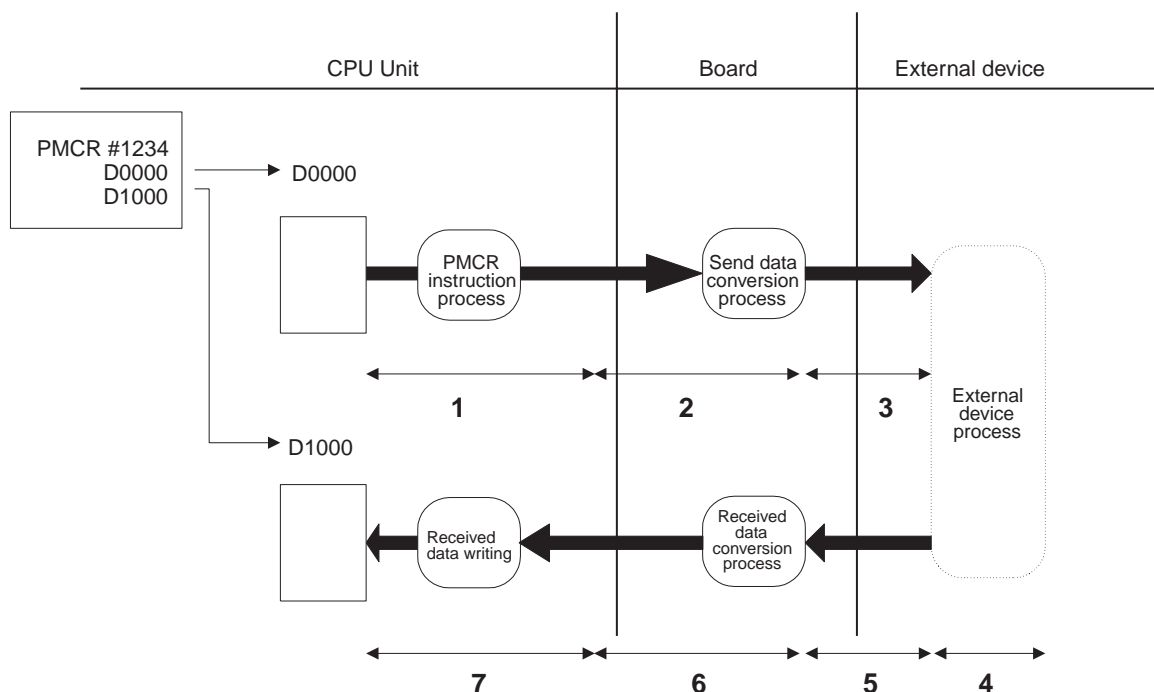 CPU Unit
Board
External device
PMCR #1234
D0000
D1000
D0000
PMCR
instruction
process
Send data
conversion
process
1
2
3
External
device
process
D1000
Received
data writing
Received
data
conversion
process
7
6
5
4